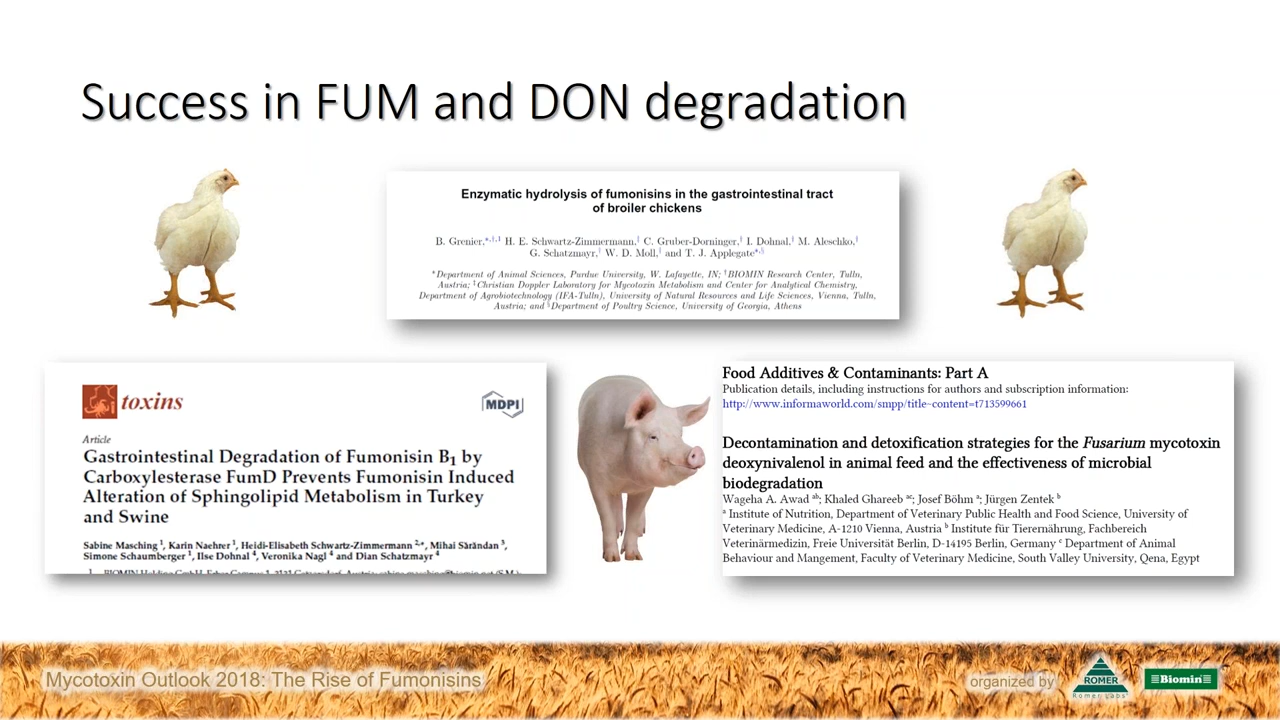 Success in FUM and DON degradation
Enzymatic hydrolysis of fumonisins in the gastrointestinal tract
of broiler chickens
B. Grenier,*,†,‡ H. E. Schwartz-Zimmermann,‡ C. Gruber-Dorninger,† I. Dohnal,† M. Aleschko,†
G. Schatzmayr,† W. D. Moll,† and T. J. Applegate*,§
*Department of Animal Sciences, Purdue University, W. Lafayette, IN; †BIOMIN Research Center, Tulln,
Austria; ‡Christian Doppler Laboratory for Mycotoxin Metabolism and Center for Analytical Chemistry,
Department of Agrobiotechnology (IFA-Tulln), University of Natural Resources and Life Sciences, Vienna, Tulln,
Austria; and §Department of Poultry Science, University of Georgia, Athens
toxins
MDPI
Article
Gastrointestinal Degradation of Fumonisin B1 by
Carboxylesterase FumD Prevents Fumonisin Induced
Alteration of Sphingolipid Metabolism in Turkey
and Swine
Sabine Masching 1, Karin Naehrer 1, Heidi-Elisabeth Schwartz-Zimmermann 2,*, Mihai Sărăndan 3,
Simone Schaumberger 1, Ilse Dohnal 4, Veronika Nagl 4 and Dian Schatzmayr 4
Food Additives & Contaminants: Part A
Publication details, including instructions for authors and subscription information:
http://www.informaworld.com/smpp/title~content=t713599661
Decontamination and detoxification strategies for the Fusarium mycotoxin
deoxynivalenol in animal feed and the effectiveness of microbial
biodegradation
Wageha A. Awad ab; Khaled Ghareeb ac; Josef Böhm a; Jürgen Zentek b
a Institute of Nutrition, Department of Veterinary Public Health and Food Science, University of
Veterinary Medicine, A-1210 Vienna, Austria b Institute für Tierernährung, Fachbereich
Veterinärmedizin, Freie Universität Berlin, D-14195 Berlin, Germany c Department of Animal
Behaviour and Mangement, Faculty of Veterinary Medicine, South Valley University, Qena, Egypt
Mycotoxin Outlook 2018: The Rise of Fumonisins
organized by
ROMER
Romer Labs
Biomin